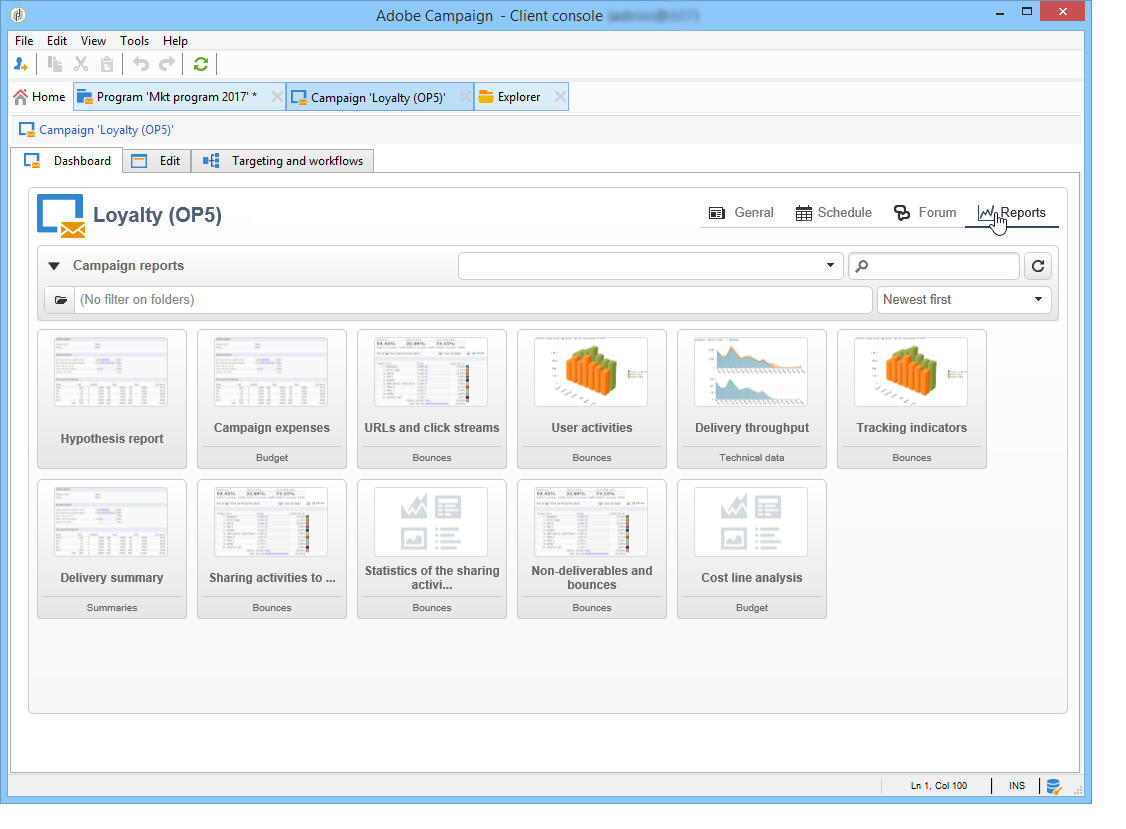 Adobe Campaign - Client console
File Edit View Tools Help
Home Program 'Mkt program 2017' * Campaign 'Loyalty (OP5)' Explorer
Campaign 'Loyalty (OP5)'
Dashboard Edit Targeting and workflows
Loyalty (OP5) Genral Schedule Forum Reports
Campaign reports
(No filter on folders) Newest first
Hypothesis report
Campaign expenses
Budget
URLs and click streams
Bounces
User activities
Bounces
Delivery throughput
Technical data
Tracking indicators
Bounces
Delivery summary
Summaries
Sharing activities to ...
Bounces
Statistics of the sharing
activi...
Bounces
Non-deliverables and
bounces
Bounces
Cost line analysis
Budget
Ln 1, Col 100 INS